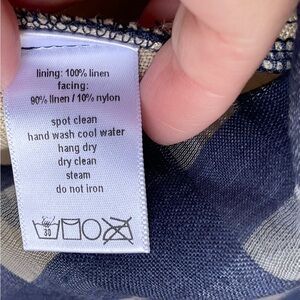 lining: 100% linen
facing:
90% linen / 10% nylon
spot clean
hand wash cool water
hang dry
dry clean
steam
do not iron
30